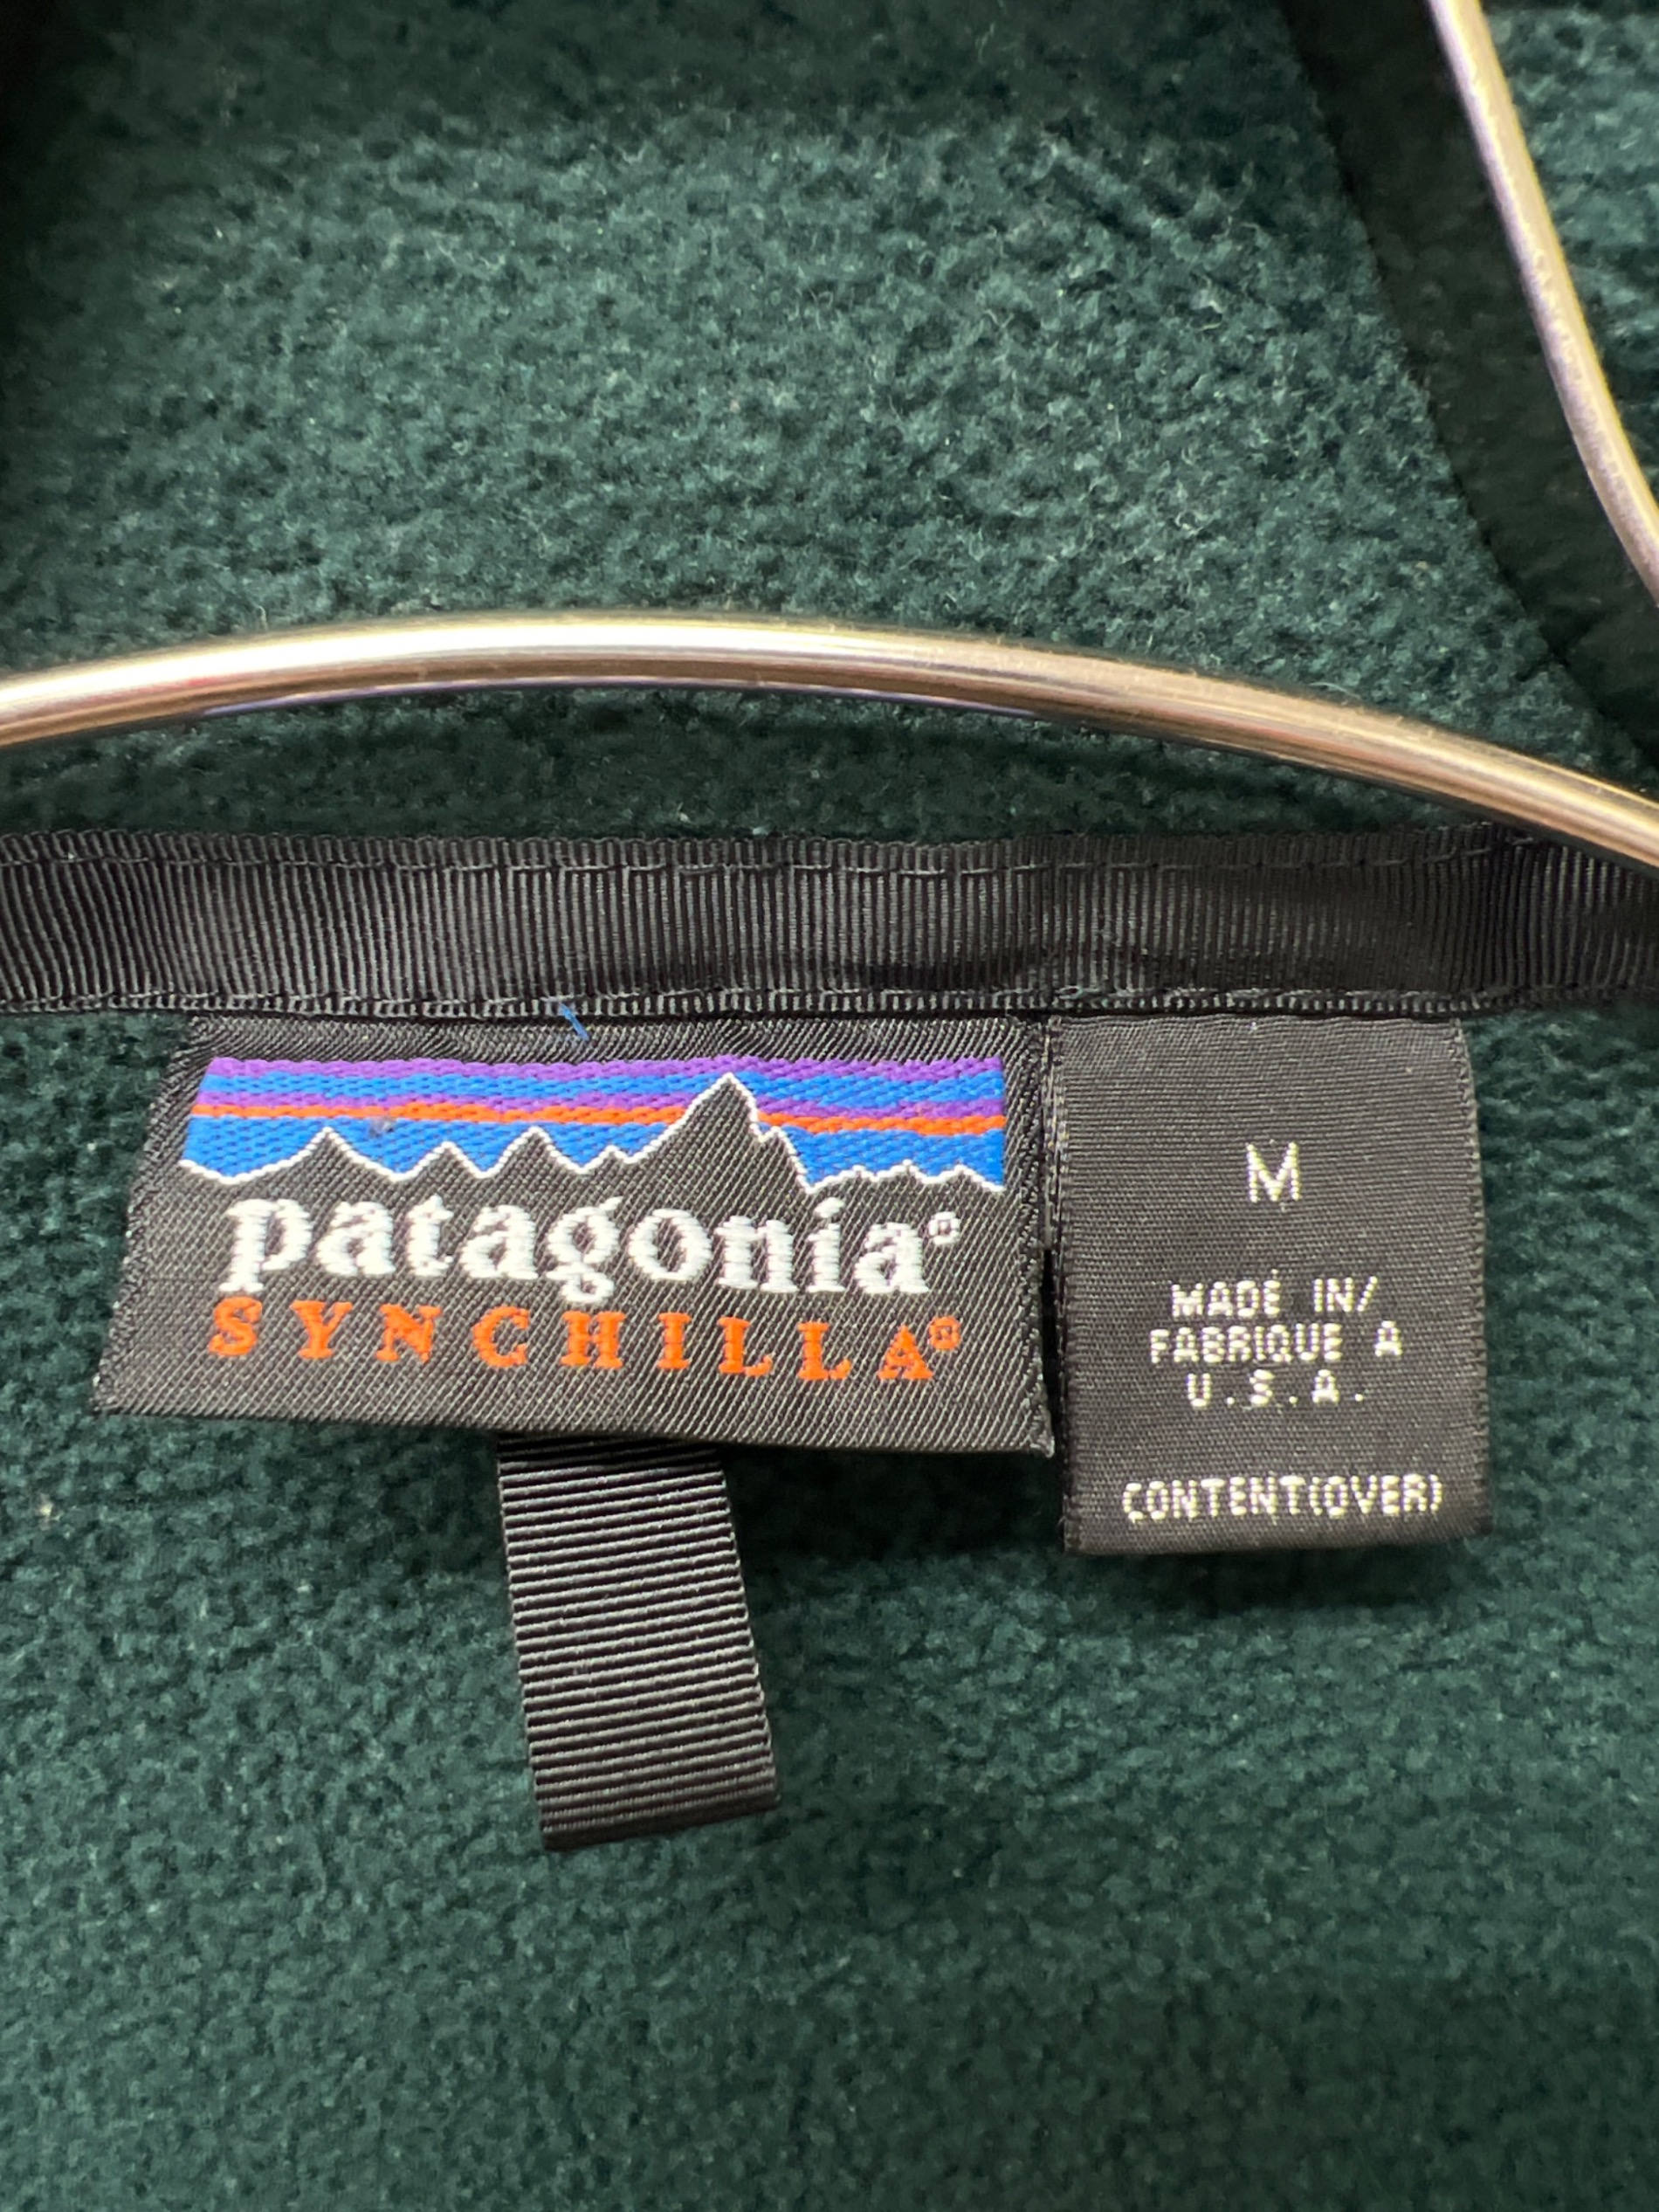 patagonia®
SYNCHILLA®
M
MADE IN/
FABRIQUE A
U.S.A.
CONTENT(OVER)